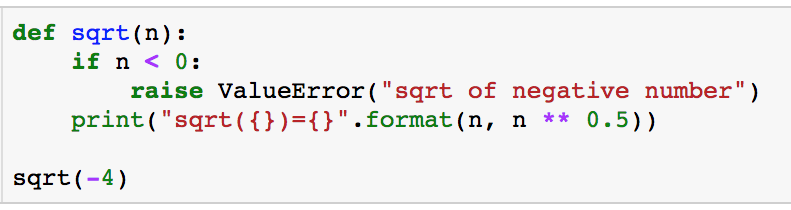 def sqrt(n):
    if n < 0:
        raise ValueError("sqrt of negative number")
    print("sqrt({})={}".format(n, n ** 0.5))

sqrt(-4)